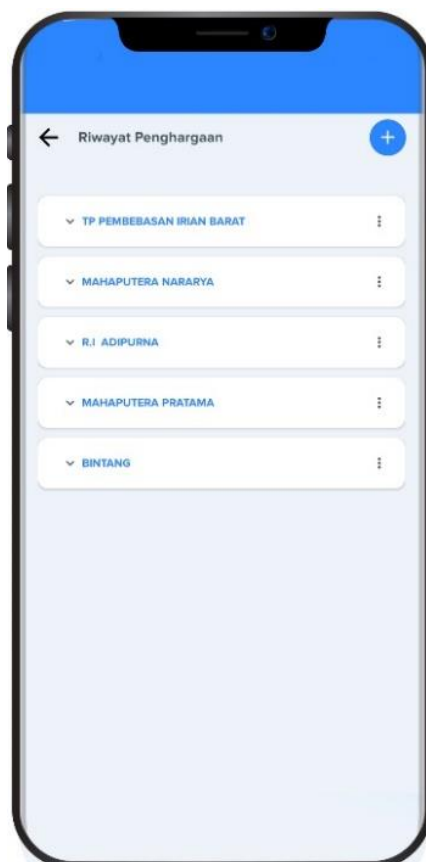 Riwayat Penghargaan
TP PEMBEBASAN IRIAN BARAT
MAHAPUTERA NARARYA
R.I ADIPURNA
MAHAPUTERA PRATAMA
BINTANG